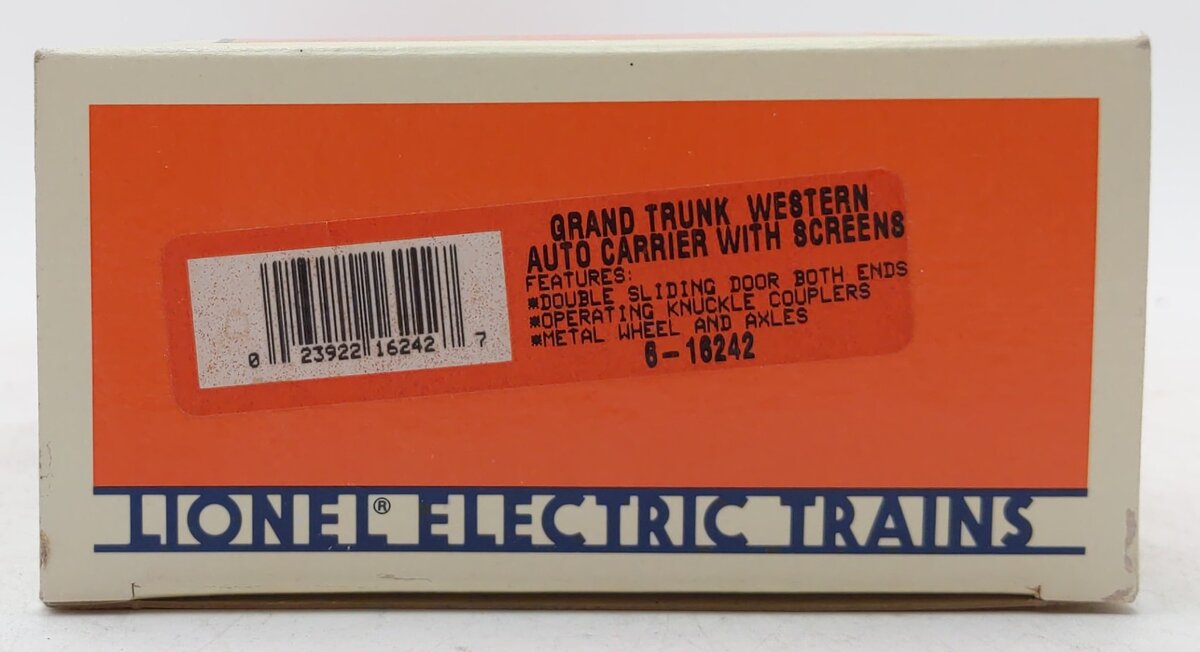 GRAND TRUNK WESTERN
AUTO CARRIER WITH SCREENS
FEATURES:
*DOUBLE SLIDING DOOR BOTH ENDS
*OPERATING KNUCKLE COUPLERS
*METAL WHEEL AND AXLES
6-16242
0 23922 16242 7
LIONEL® ELECTRIC TRAINS